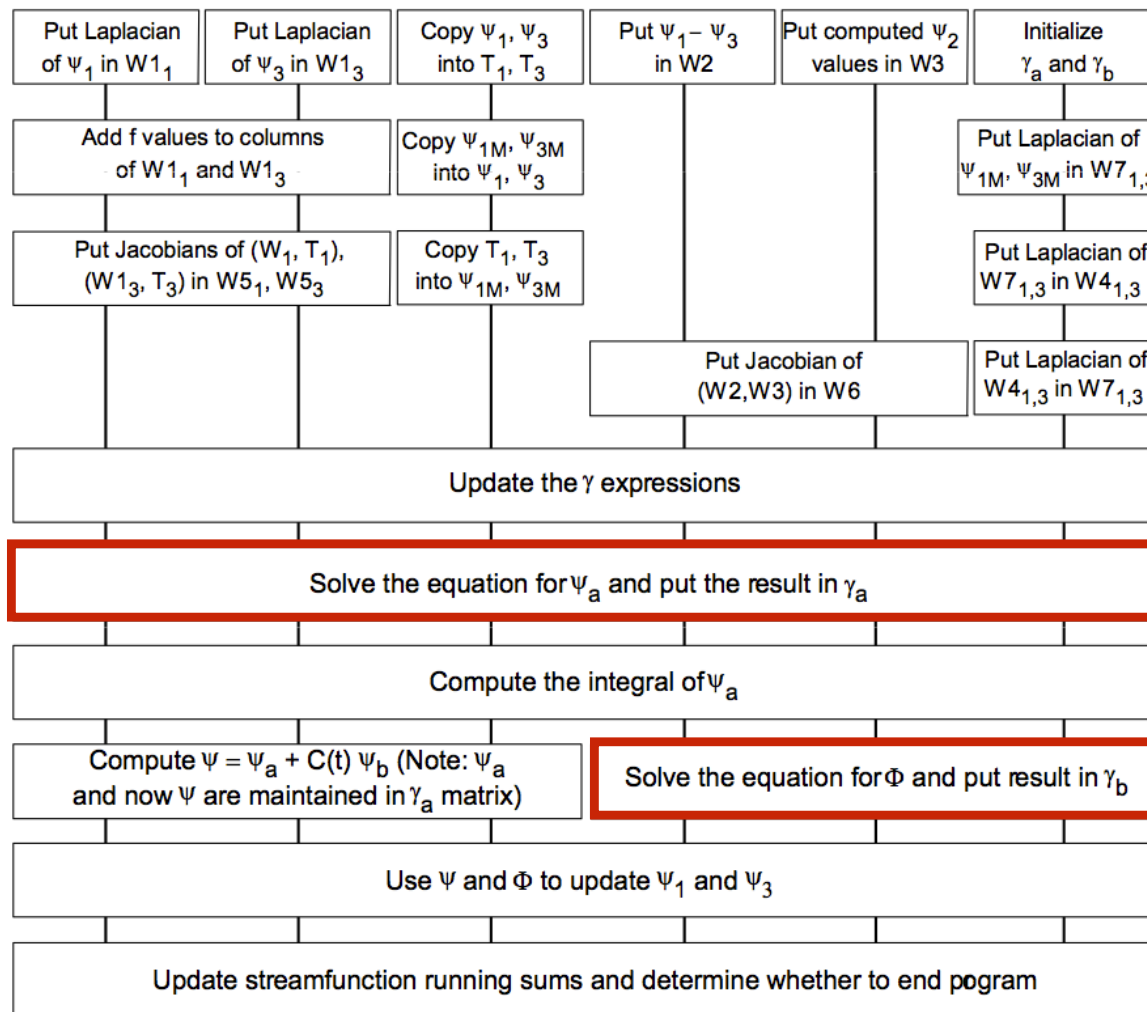 Put Laplacian
of Ψ₁ in W1₁
Put Laplacian
of Ψ₃ in W1₃
Copy Ψ₁, Ψ₃
into T₁, T₃
Put Ψ₁ – Ψ₃
in W2
Put computed Ψ₂
values in W3
Initialize
γₐ and γ_b
Add f values to columns
of W1₁ and W1₃
Copy Ψ₁M, Ψ₃M
into Ψ₁, Ψ₃
Put Laplacian of
Ψ₁M, Ψ₃M in W7₁,₃
Put Jacobians of (W₁, T₁),
(W1₃, T₃) in W5₁, W5₃
Copy T₁, T₃
into Ψ₁M, Ψ₃M
Put Laplacian of
W7₁,₃ in W4₁,₃
Put Jacobian of
(W2,W3) in W6
Put Laplacian of
W4₁,₃ in W7₁,₃
Update the γ expressions
Solve the equation for Ψₐ and put the result in γₐ
Compute the integral of Ψₐ
Compute Ψ = Ψₐ + C(t) Ψ_b (Note: Ψₐ
and now Ψ are maintained in γₐ matrix)
Solve the equation for Φ and put result in γ_b
Use Ψ and Φ to update Ψ₁ and Ψ₃
Update streamfunction running sums and determine whether to end pogram